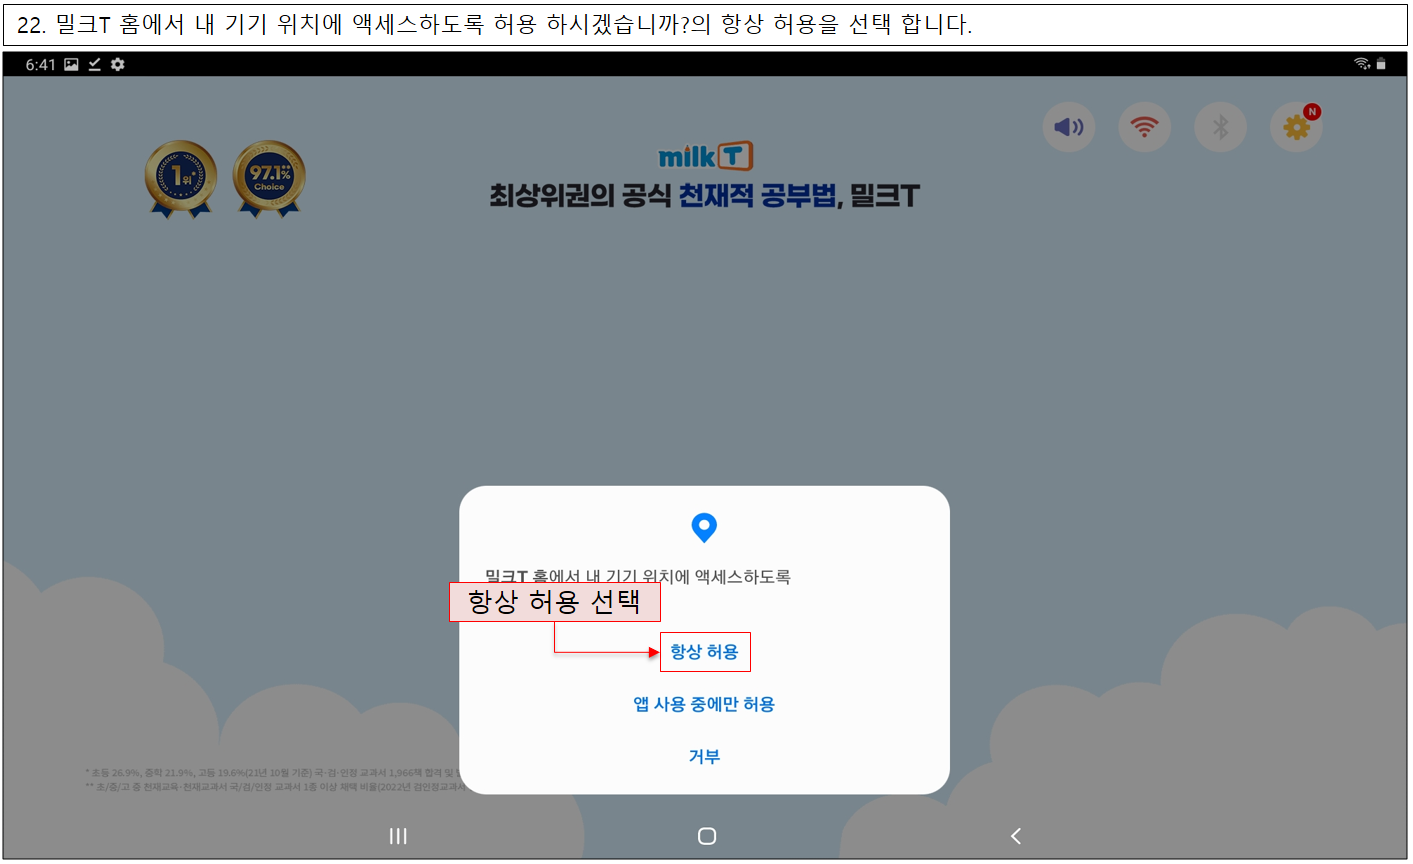 22. 밀크T 홈에서 내 기기 위치에 액세스하도록 허용 하시겠습니까?의 항상 허용을 선택 합니다.
6:41
N
1위*
97.1%**
Choice
milk T
최상위권의 공식 천재적 공부법, 밀크T
밀크T 홈에서 내 기기 위치에 액세스하도록
항상 허용 선택
항상 허용
앱 사용 중에만 허용
거부
* 초등 26.9%, 중학 21.9%, 고등 19.6%(21년 10월 기준) 국·검·인정 교과서 1,966책 합격 및
** 초/중/고 중 천재교육·천재교과서 국/검/인정 교과서 1종 이상 채택 비율(2022년 검인정교과서